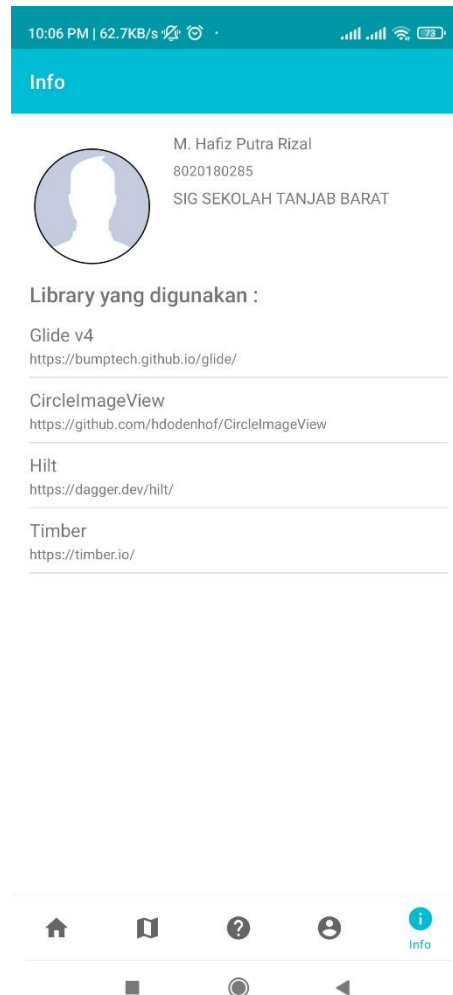 10:06 PM | 62.7KB/s
73
Info
M. Hafiz Putra Rizal
8020180285
SIG SEKOLAH TANJAB BARAT
Library yang digunakan :
Glide v4
https://bumptech.github.io/glide/
CircleImageView
https://github.com/hdodenhof/CircleImageView
Hilt
https://dagger.dev/hilt/
Timber
https://timber.io/
Info